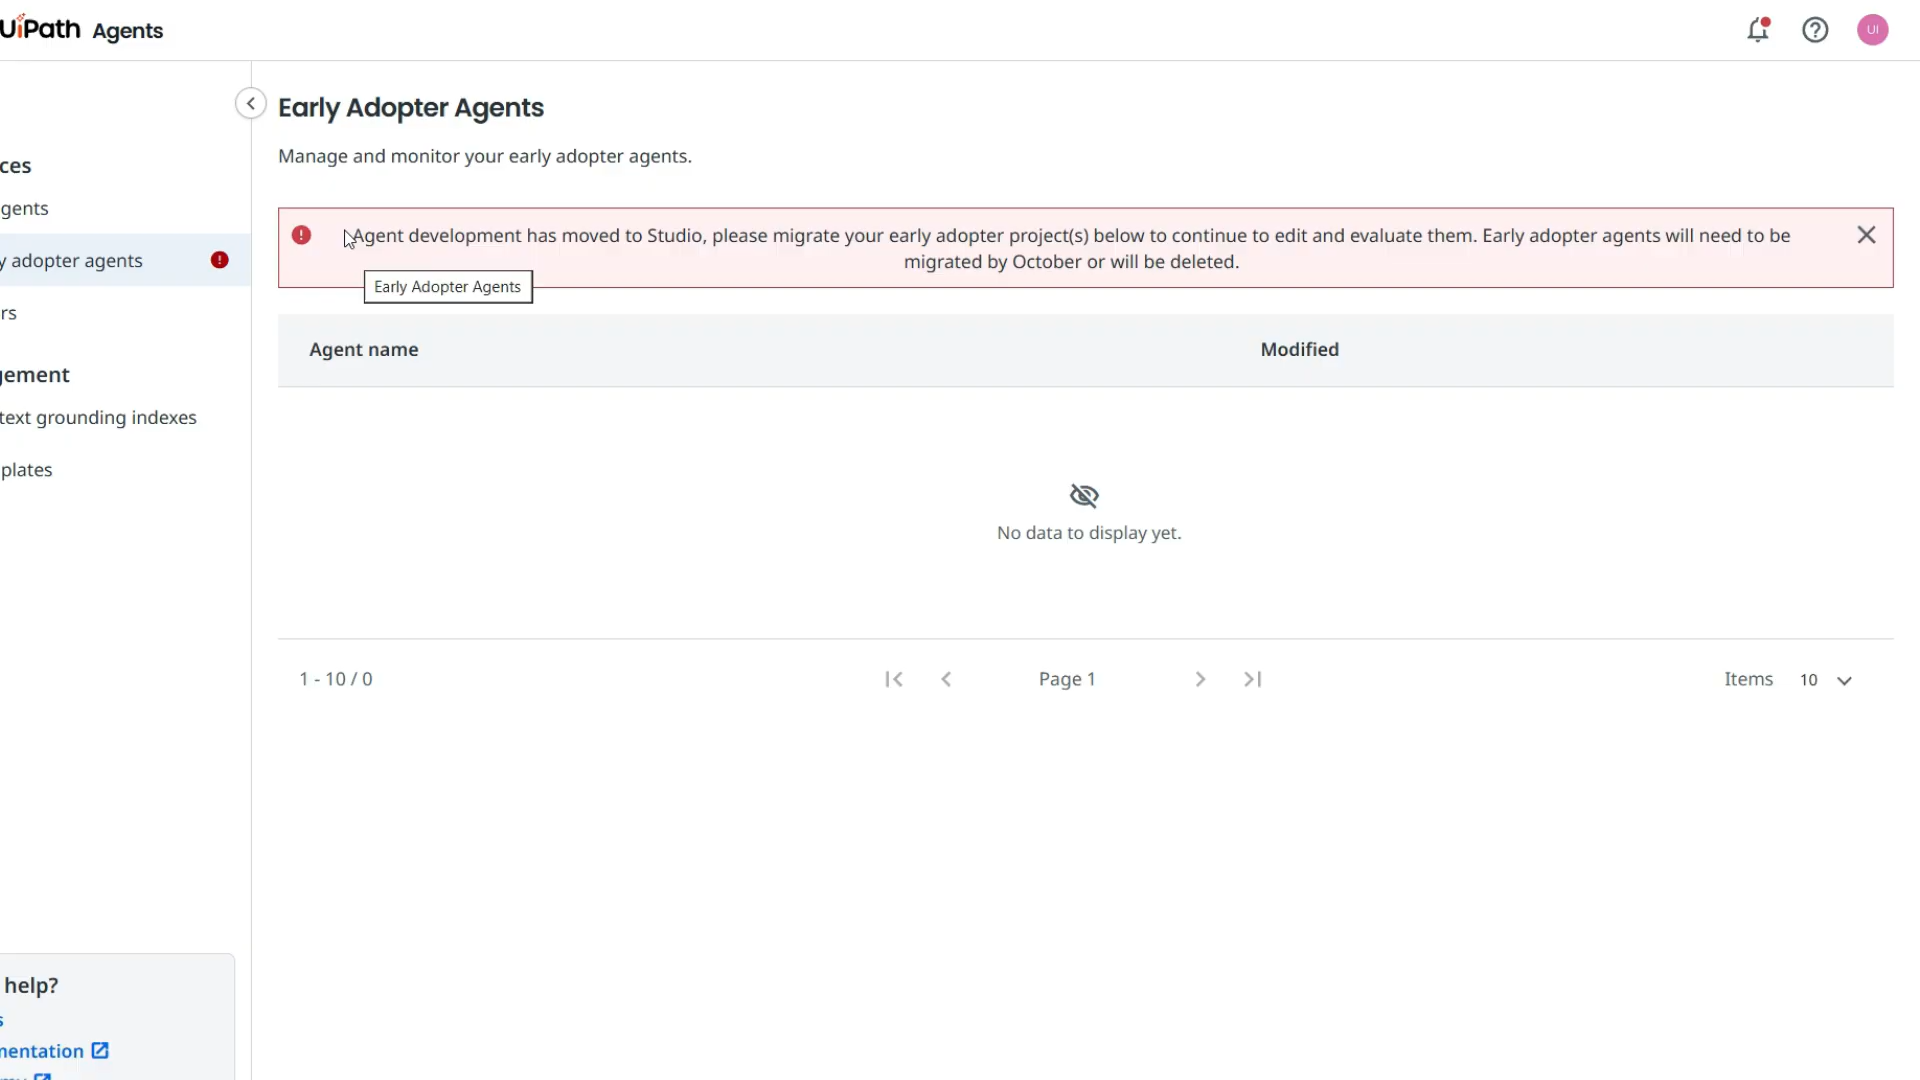 UiPath Agents
UI
Early Adopter Agents
Manage and monitor your early adopter agents.
ces
gents
y adopter agents
rs
gement
text grounding indexes
plates
Agent development has moved to Studio, please migrate your early adopter project(s) below to continue to edit and evaluate them. Early adopter agents will need to be
migrated by October or will be deleted.
Early Adopter Agents
Agent name Modified
No data to display yet.
1 - 10 / 0 Page 1 Items 10
help?
s
mentation